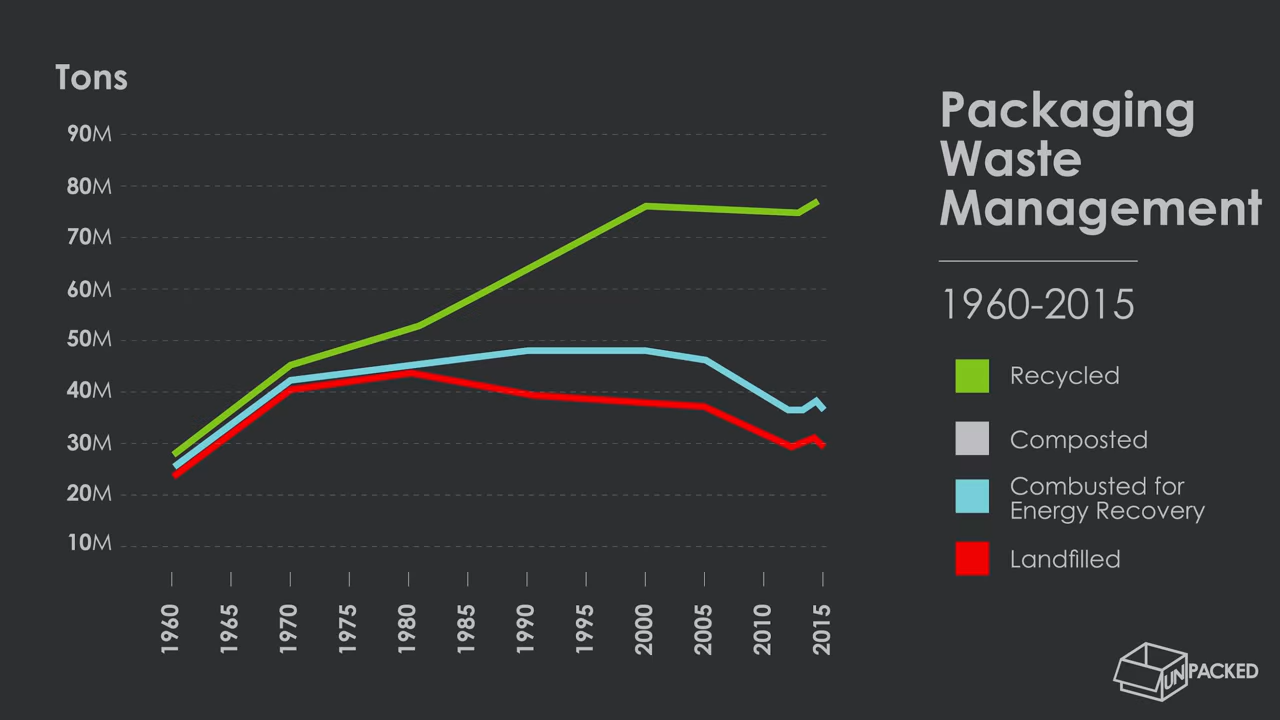 Tons
90M
80M
70M
60M
50M
40M
30M
20M
10M
1960
1965
1970
1975
1980
1985
1990
1995
2000
2005
2010
2015
Packaging
Waste
Management
1960-2015
Recycled
Composted
Combusted for
Energy Recovery
Landfilled
UNPACKED